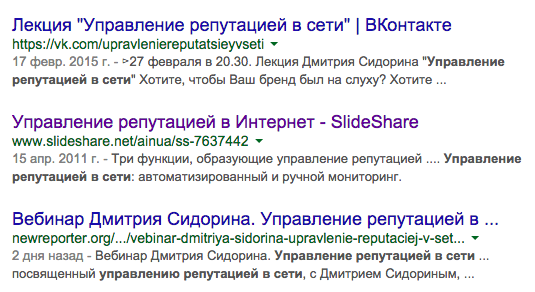 Лекция "Управление репутацией в сети" | ВКонтакте
https://vk.com/upravleniereputatsieyvseti
17 февр. 2015 г. - >27 февраля в 20.30. Лекция Дмитрия Сидорина "Управление
репутацией в сети" Хотите, чтобы Ваш бренд был на слуху? Хотите ...
Управление репутацией в Интернет - SlideShare
www.slideshare.net/ainua/ss-7637442
15 апр. 2011 г. - Три функции, образующие управление репутацией .... Управление
репутацией в сети: автоматизированный и ручной мониторинг.
Вебинар Дмитрия Сидорина. Управление репутацией в ...
newreporter.org/.../vebinar-dmitriya-sidorina-upravlenie-reputaciej-v-set...
2 дня назад - Вебинар Дмитрия Сидорина. Управление репутацией в сети ...
посвященный управлению репутацией в сети, с Дмитрием Сидориным, ...